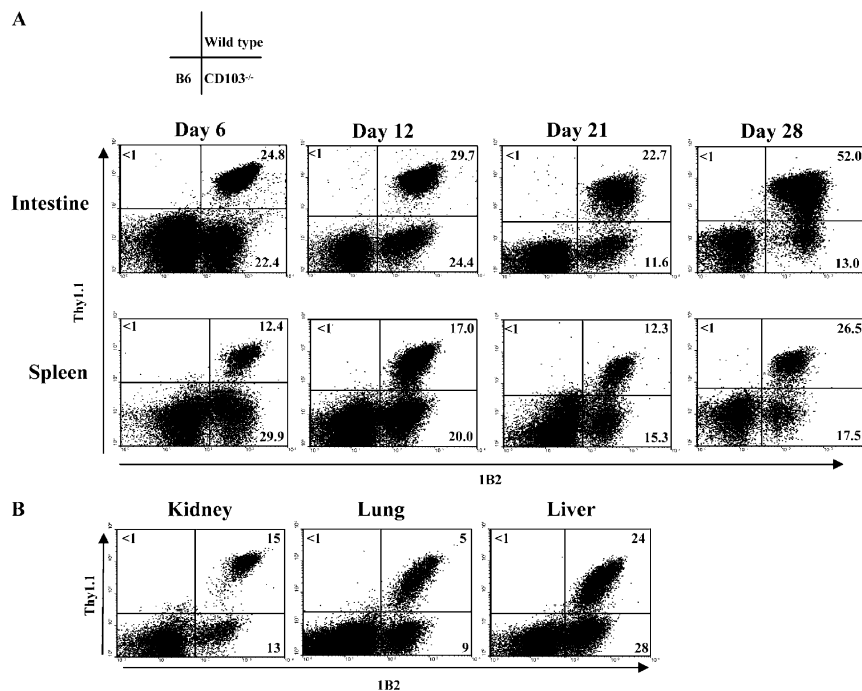 A
Wild type
B6 CD103-/-
Day 6 Day 12 Day 21 Day 28
Intestine
<1 24.8 <1 29.7 <1 22.7 <1 52.0
22.4 24.4 11.6 13.0
Thy1.1
Spleen
<1 12.4 <1 17.0 <1 12.3 <1 26.5
29.9 20.0 15.3 17.5
1B2
B
Kidney Lung Liver
<1 15 <1 5 <1 24
Thy1.1
13 9 28
1B2